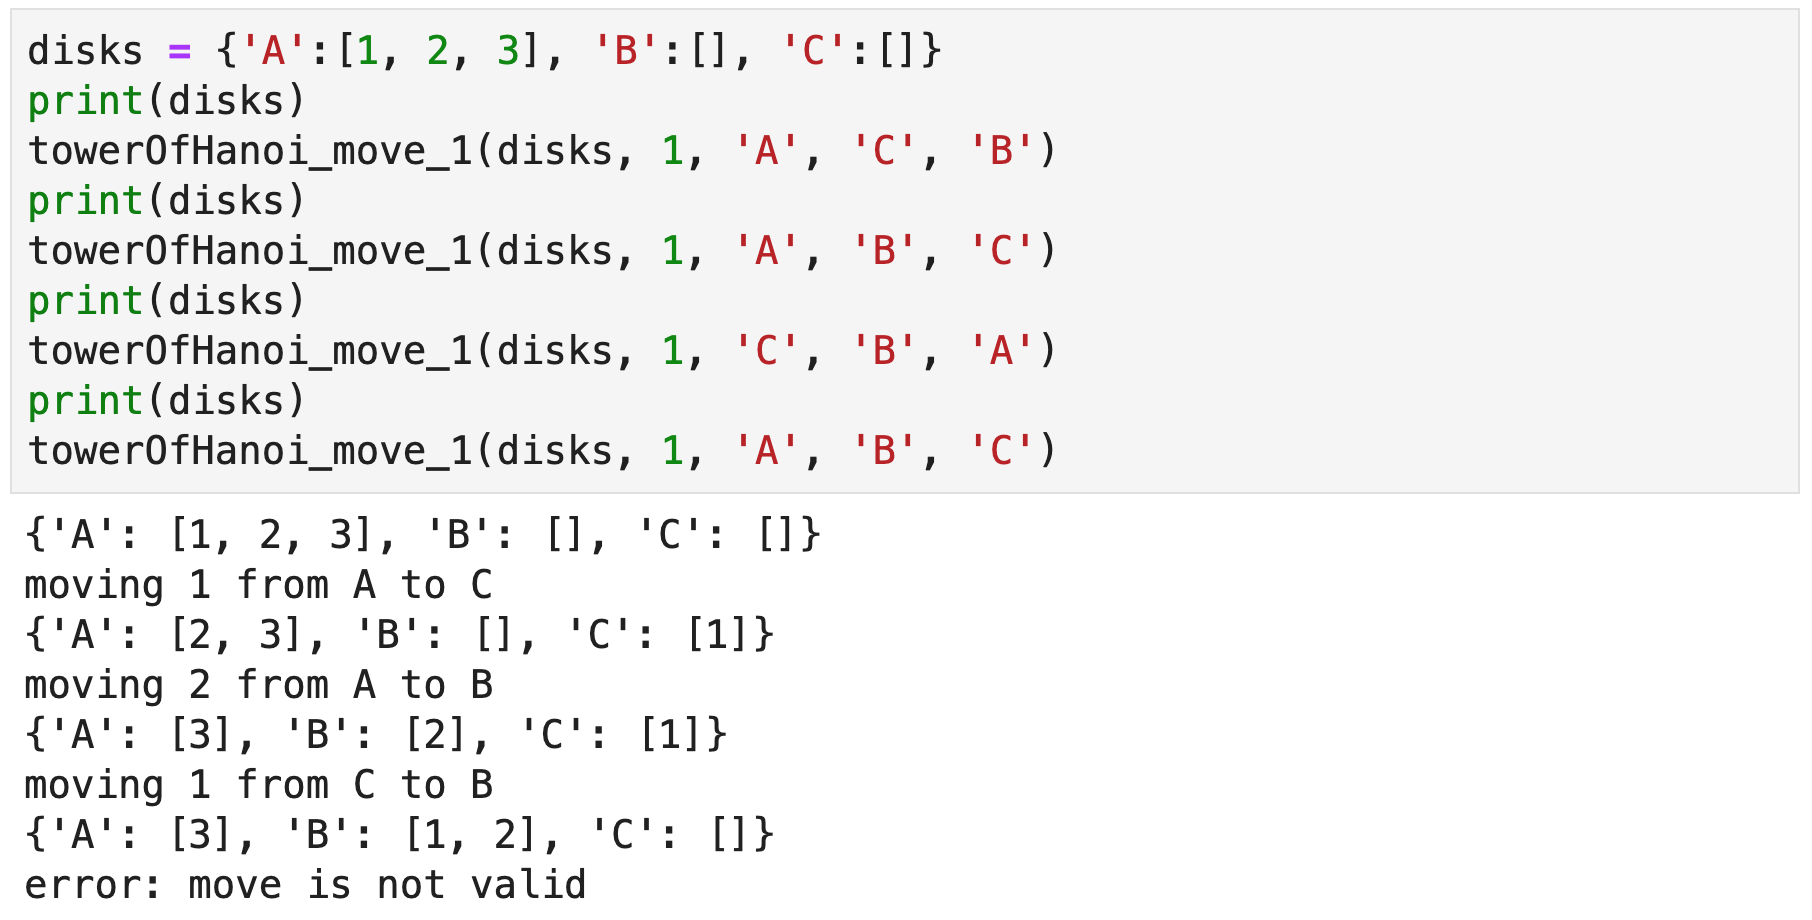 disks = {'A':[1, 2, 3], 'B':[], 'C':[]}
print(disks)
towerOfHanoi_move_1(disks, 1, 'A', 'C', 'B')
print(disks)
towerOfHanoi_move_1(disks, 1, 'A', 'B', 'C')
print(disks)
towerOfHanoi_move_1(disks, 1, 'C', 'B', 'A')
print(disks)
towerOfHanoi_move_1(disks, 1, 'A', 'B', 'C')
{'A': [1, 2, 3], 'B': [], 'C': []}
moving 1 from A to C
{'A': [2, 3], 'B': [], 'C': [1]}
moving 2 from A to B
{'A': [3], 'B': [2], 'C': [1]}
moving 1 from C to B
{'A': [3], 'B': [1, 2], 'C': []}
error: move is not valid